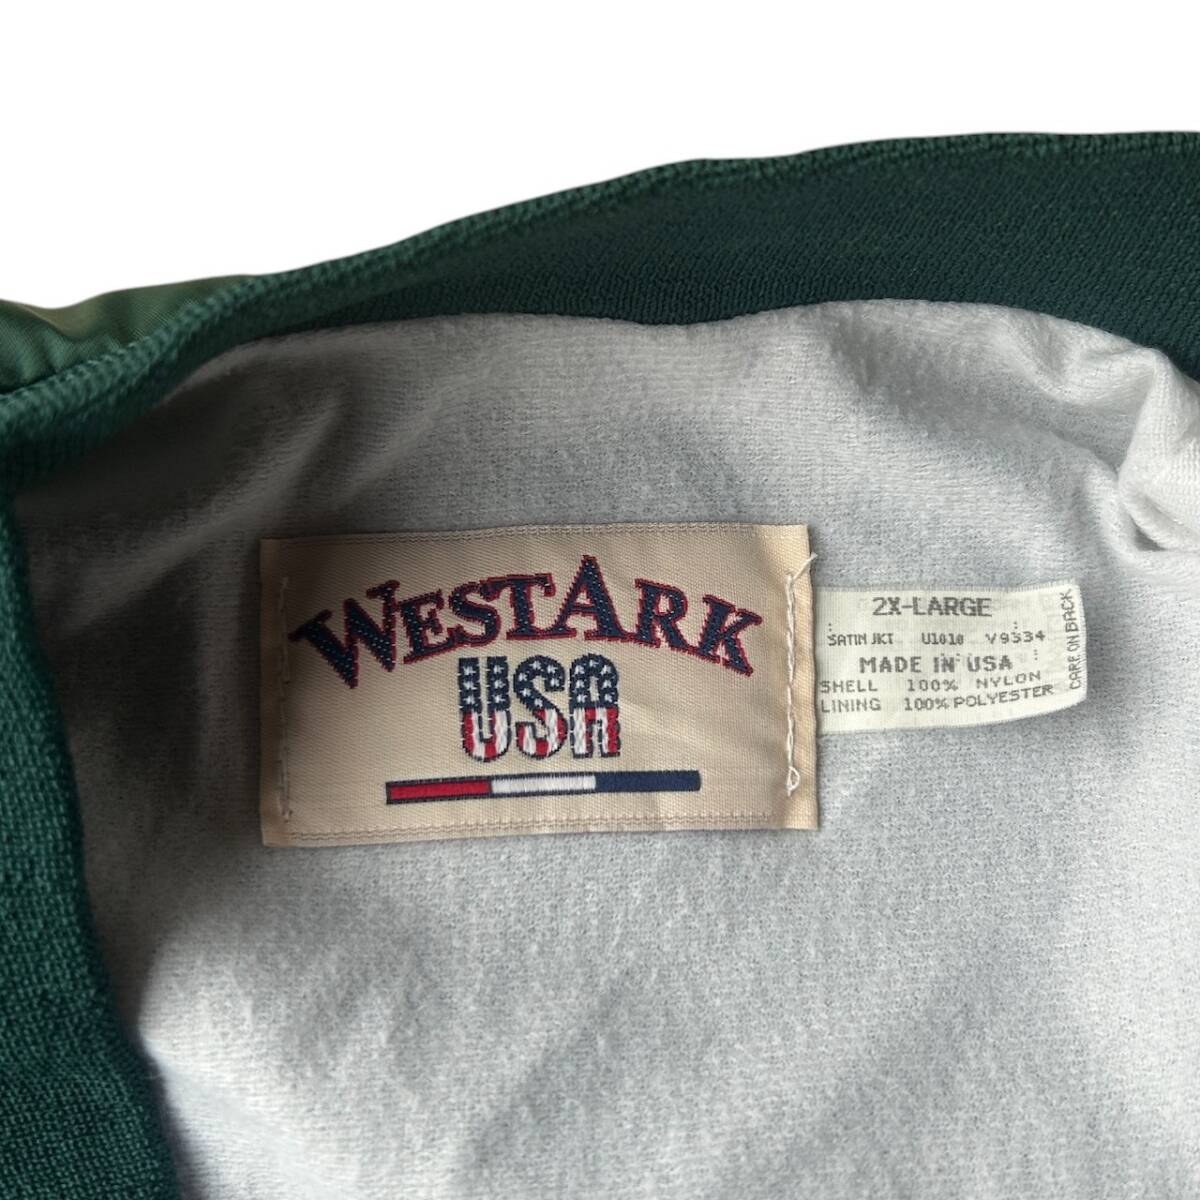 WESTARK
USA
2X-LARGE
SATIN JKT U1010 V9534
MADE IN USA
SHELL 100% NYLON
LINING 100% POLYESTER
CARE ON BACK